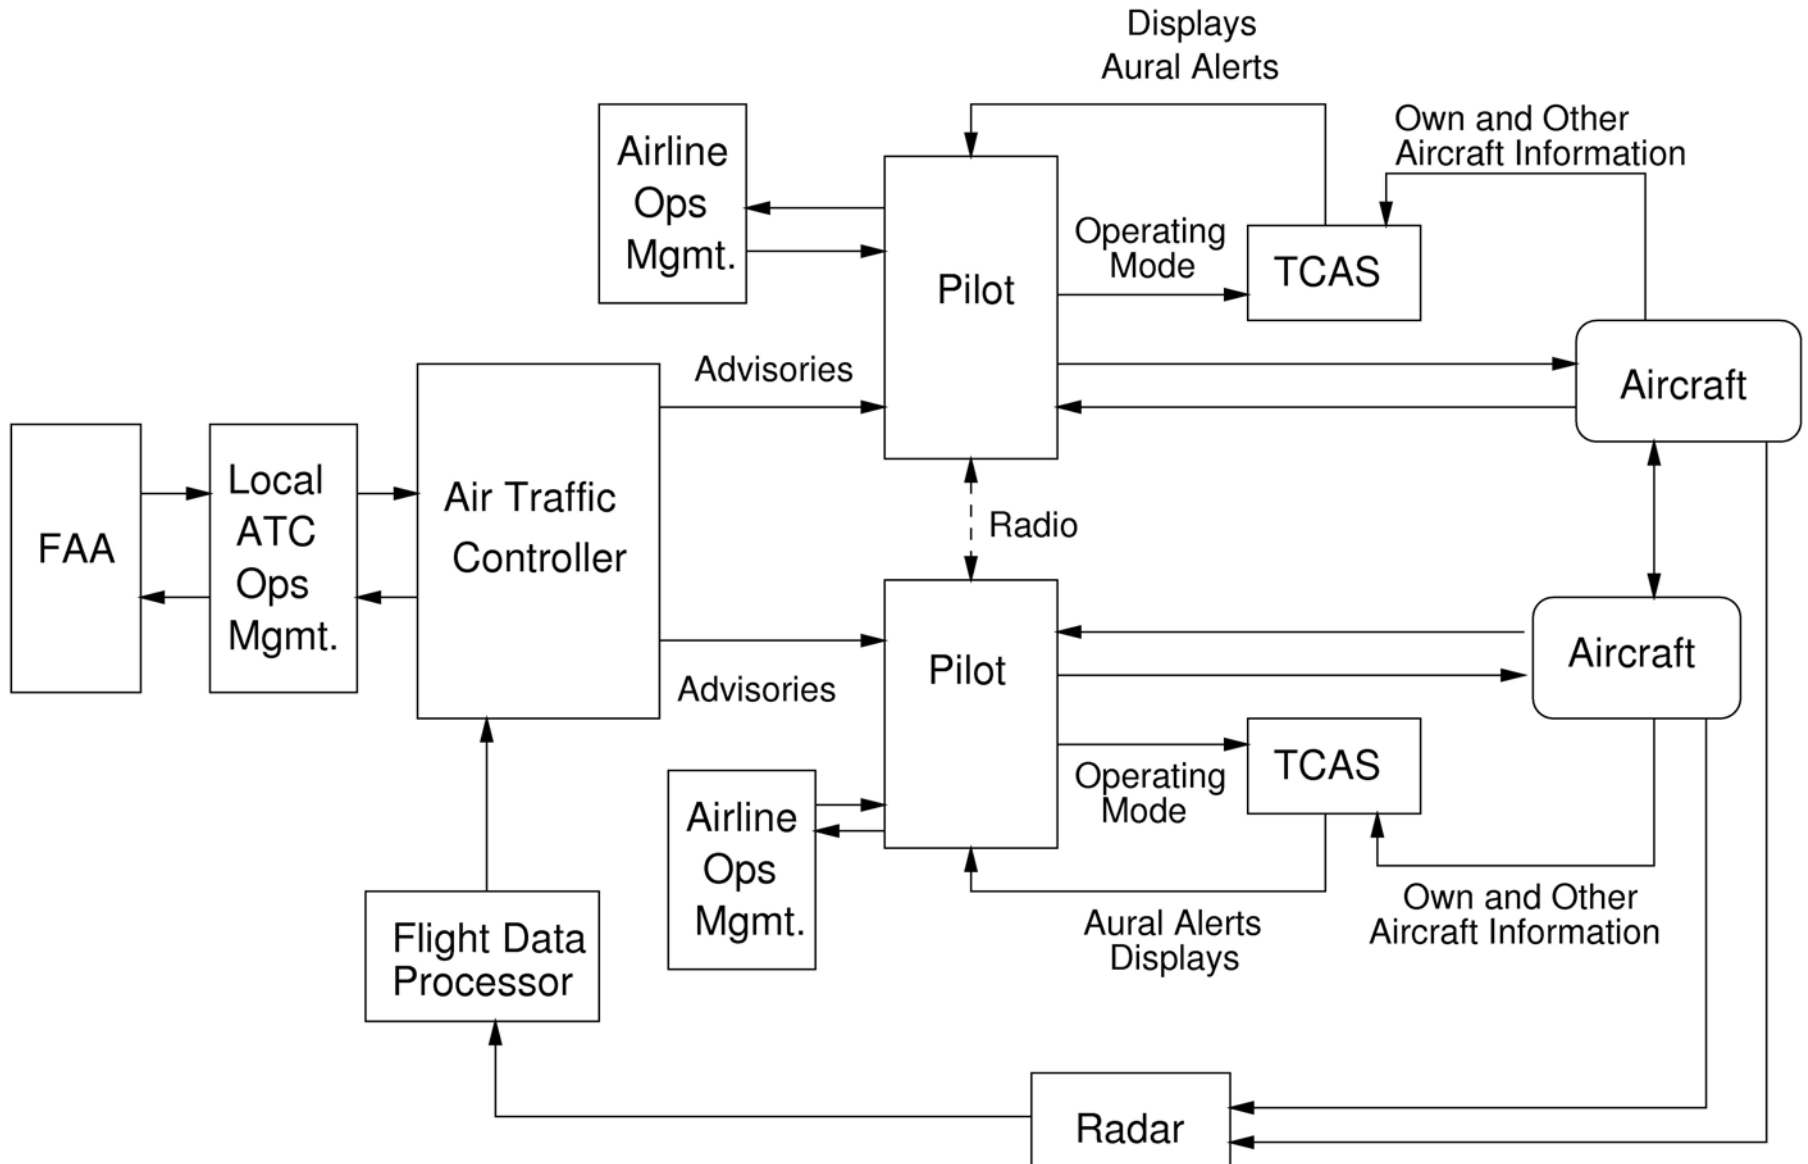 Displays
Aural Alerts
Own and Other
Aircraft Information
Airline
Ops
Mgmt.
Operating
Mode
TCAS
Pilot
Advisories
Aircraft
Local
ATC
Ops
Mgmt.
FAA
Air Traffic
Controller
Radio
Advisories
Pilot
Aircraft
Operating
Mode
TCAS
Airline
Ops
Mgmt.
Own and Other
Aircraft Information
Aural Alerts
Displays
Flight Data
Processor
Radar